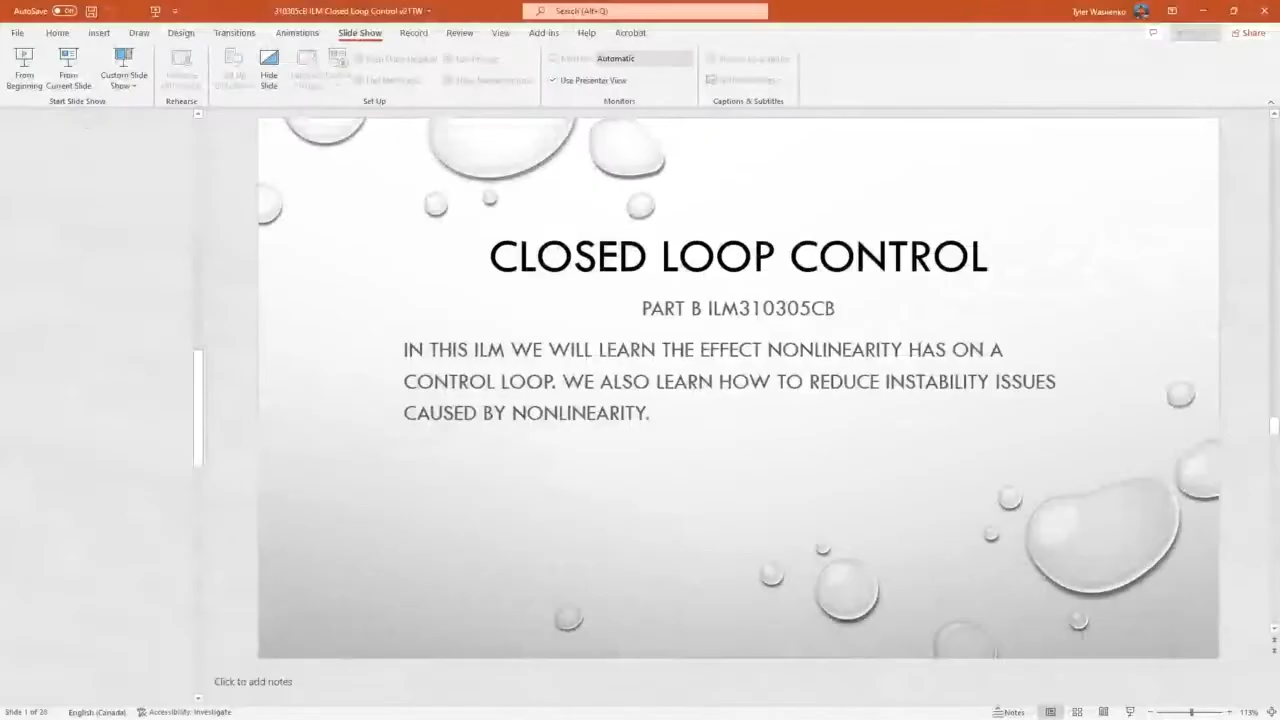 AutoSave
Off
310305cB ILM Closed Loop Control v21TW
Search (Alt+Q)
File Home Insert Draw Design Transitions Animations Slide Show Record Review View Add-ins Help Acrobat
Share
From Beginning
From Current Slide
Custom Slide Show
Hide Slide
Automatic
Use Presenter View
Start Slide Show
Rehearse
Set Up
Monitors
Captions & Subtitles
CLOSED LOOP CONTROL
PART B ILM310305CB
IN THIS ILM WE WILL LEARN THE EFFECT NONLINEARITY HAS ON A
CONTROL LOOP. WE ALSO LEARN HOW TO REDUCE INSTABILITY ISSUES
CAUSED BY NONLINEARITY.
Click to add notes
Slide 1 of 28 English (Canada) Accessibility: Investigate
Notes
113%